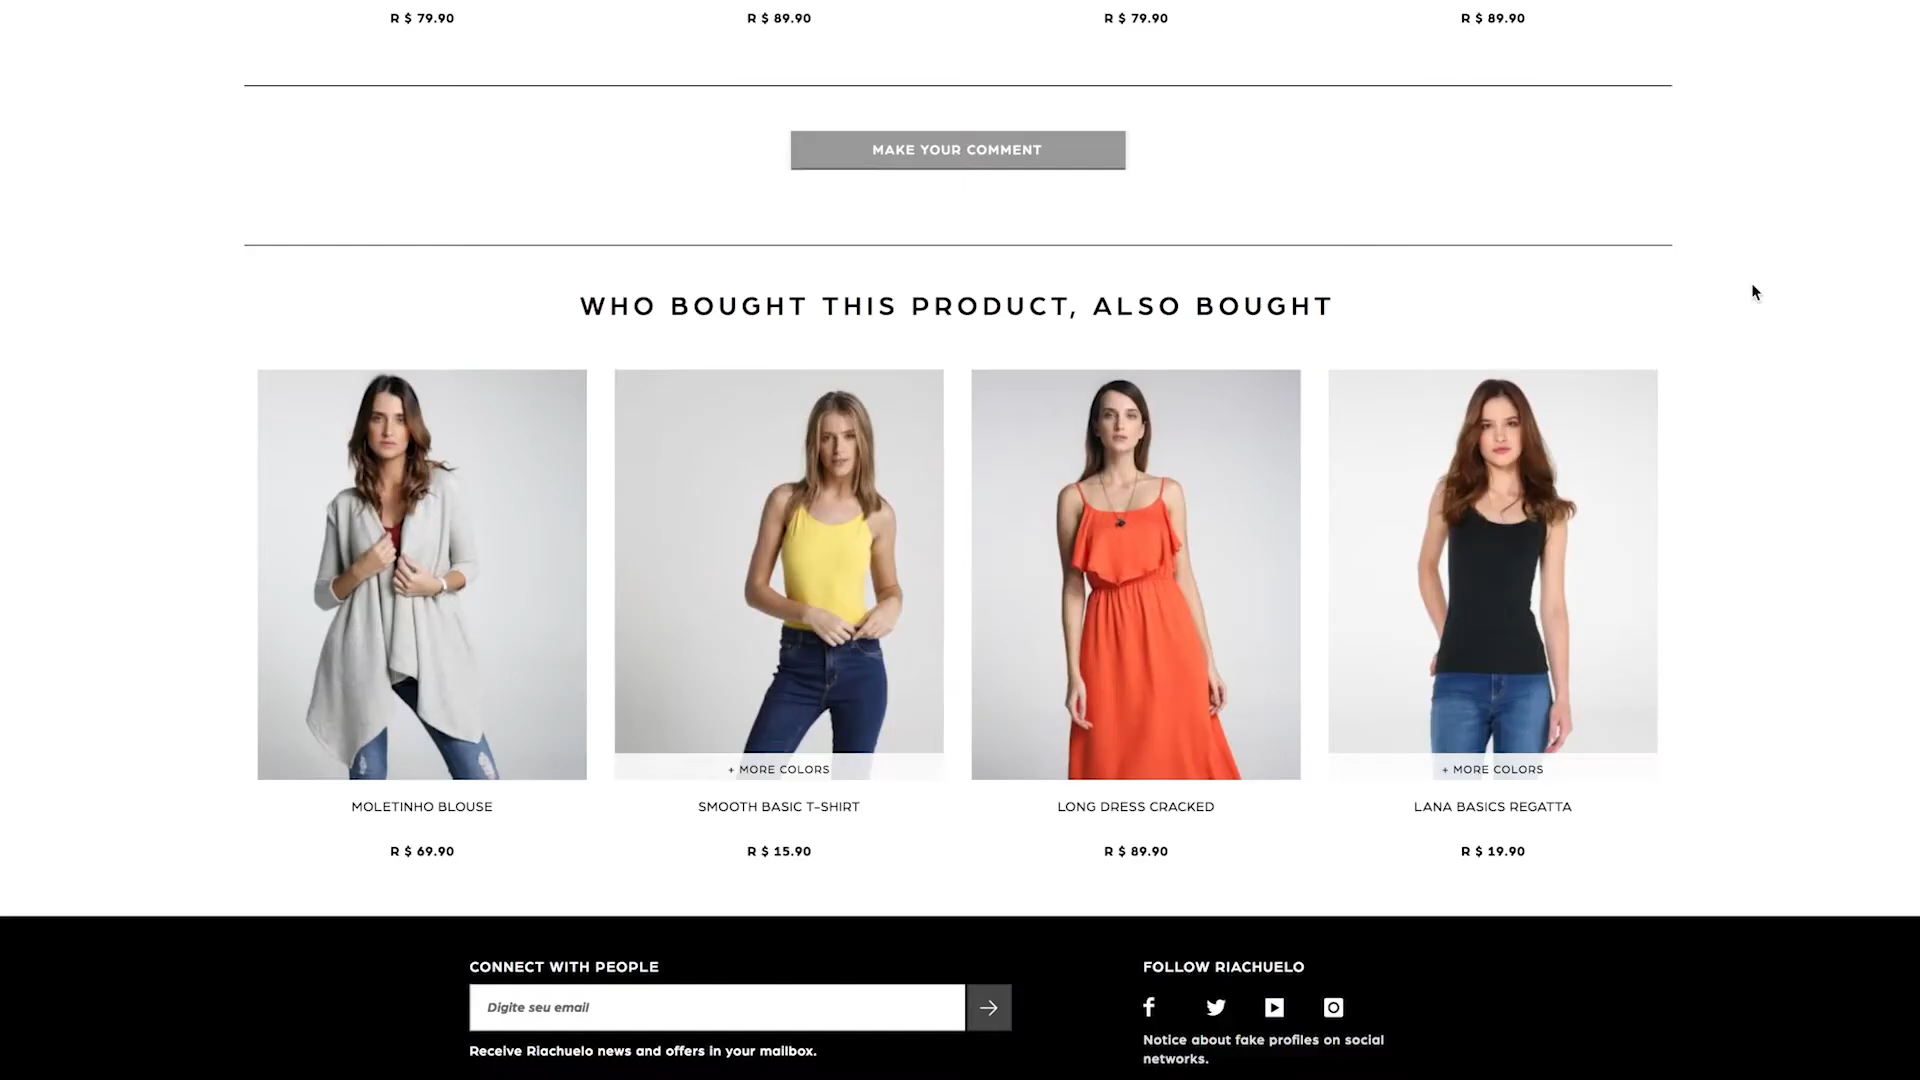 R $ 79.90
R $ 89.90
R $ 79.90
R $ 89.90
MAKE YOUR COMMENT
WHO BOUGHT THIS PRODUCT, ALSO BOUGHT
+ MORE COLORS
+ MORE COLORS
MOLETINHO BLOUSE
SMOOTH BASIC T-SHIRT
LONG DRESS CRACKED
LANA BASICS REGATTA
R $ 69.90
R $ 15.90
R $ 89.90
R $ 19.90
CONNECT WITH PEOPLE
Digite seu email
Receive Riachuelo news and offers in your mailbox.
FOLLOW RIACHUELO
Notice about fake profiles on social
networks.